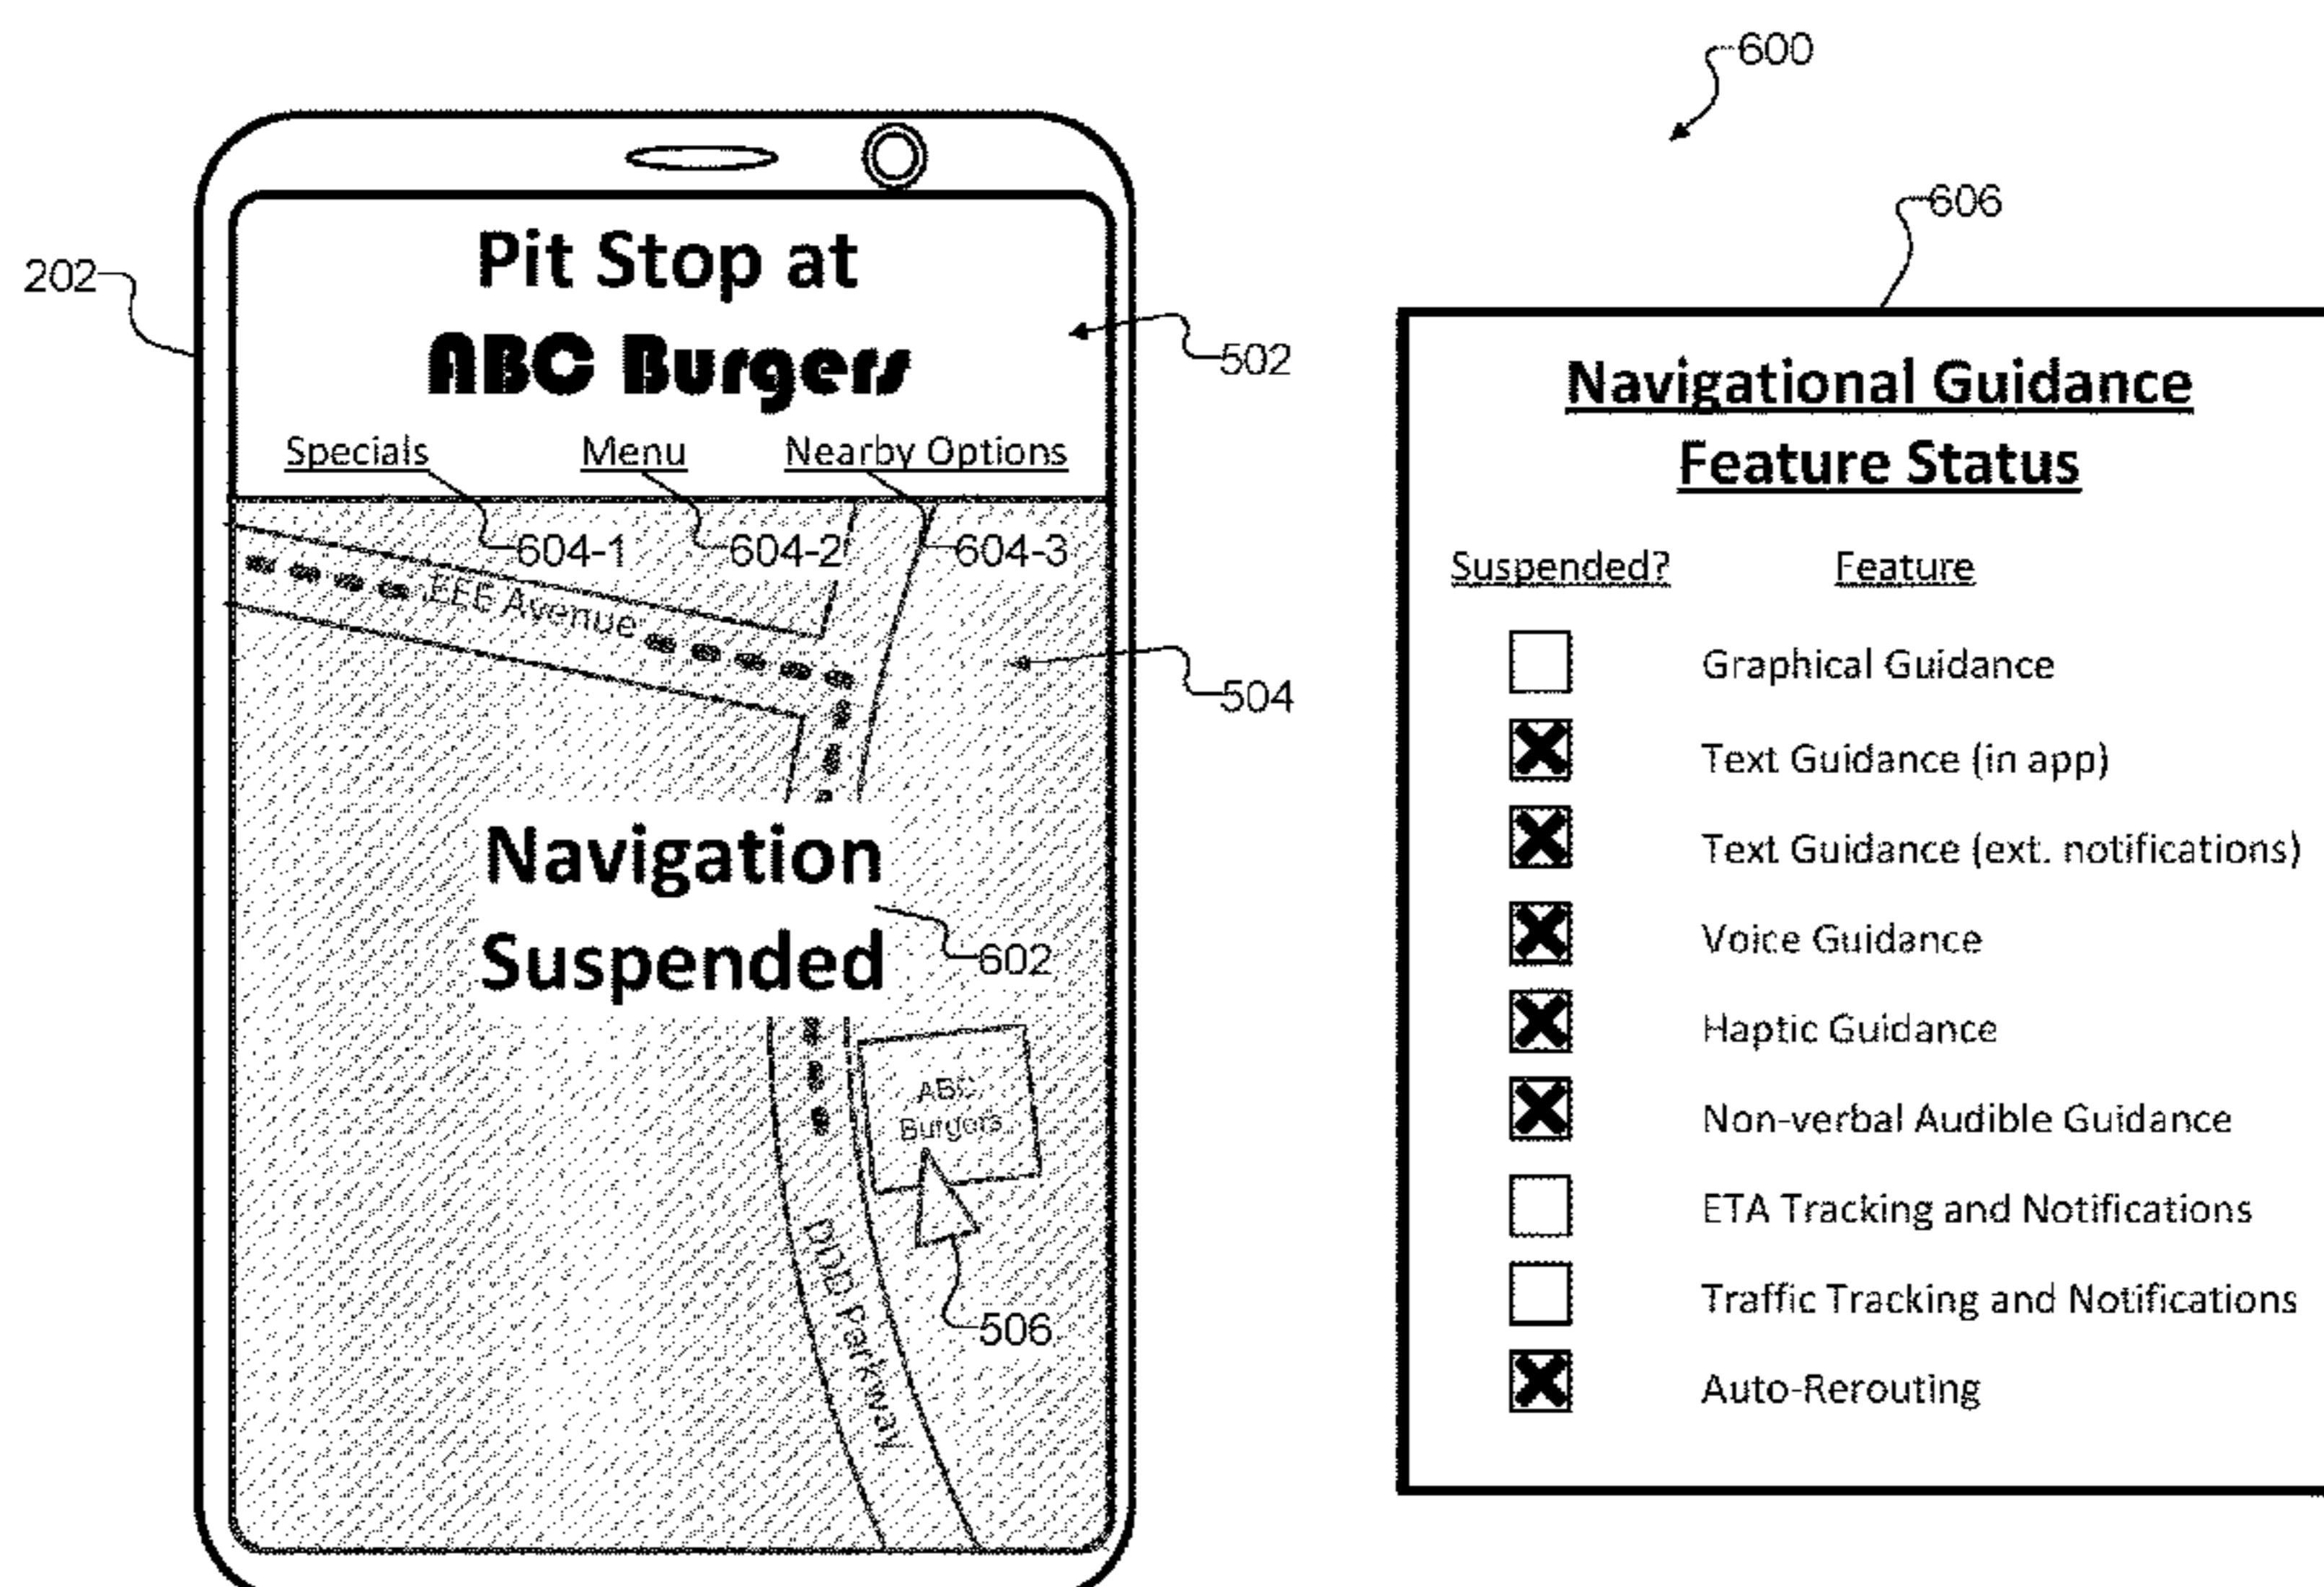 600
606
202
Pit Stop at
ABC Burgers
502
Specials Menu Nearby Options
604-1 604-2 604-3
EEE Avenue
504
Navigation
Suspended
602
ABC
Burgers
506
DDD Parkway
Navigational Guidance
Feature Status
Suspended? Feature
Graphical Guidance
Text Guidance (in app)
Text Guidance (ext. notifications)
Voice Guidance
Haptic Guidance
Non-verbal Audible Guidance
ETA Tracking and Notifications
Traffic Tracking and Notifications
Auto-Rerouting